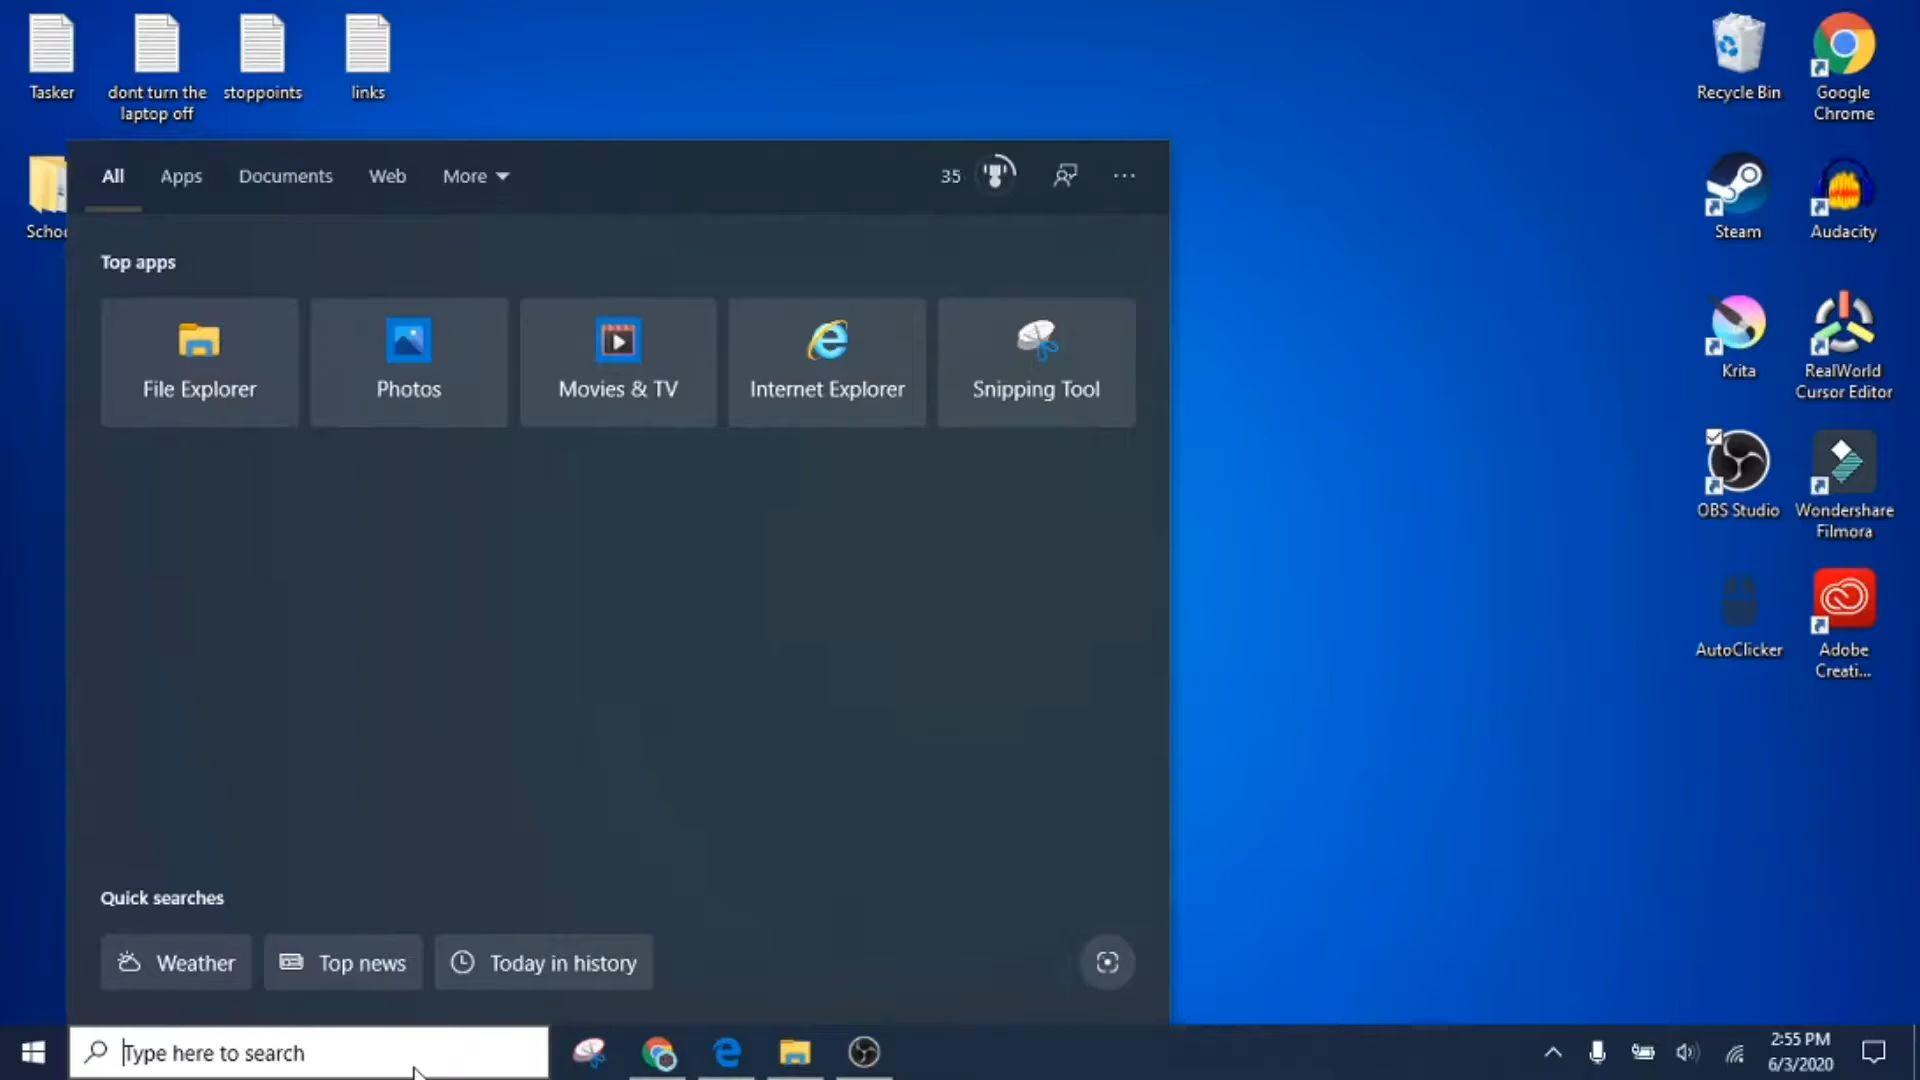 Tasker
dont turn the
laptop off
stoppoints
links
Recycle Bin
Google
Chrome
All
Apps
Documents
Web
More
35
Schoo
Steam
Audacity
Top apps
File Explorer
Photos
Movies & TV
Internet Explorer
Snipping Tool
Krita
RealWorld
Cursor Editor
OBS Studio
Wondershare
Filmora
AutoClicker
Adobe
Creati...
Quick searches
Weather
Top news
Today in history
Type here to search
2:55 PM
6/3/2020